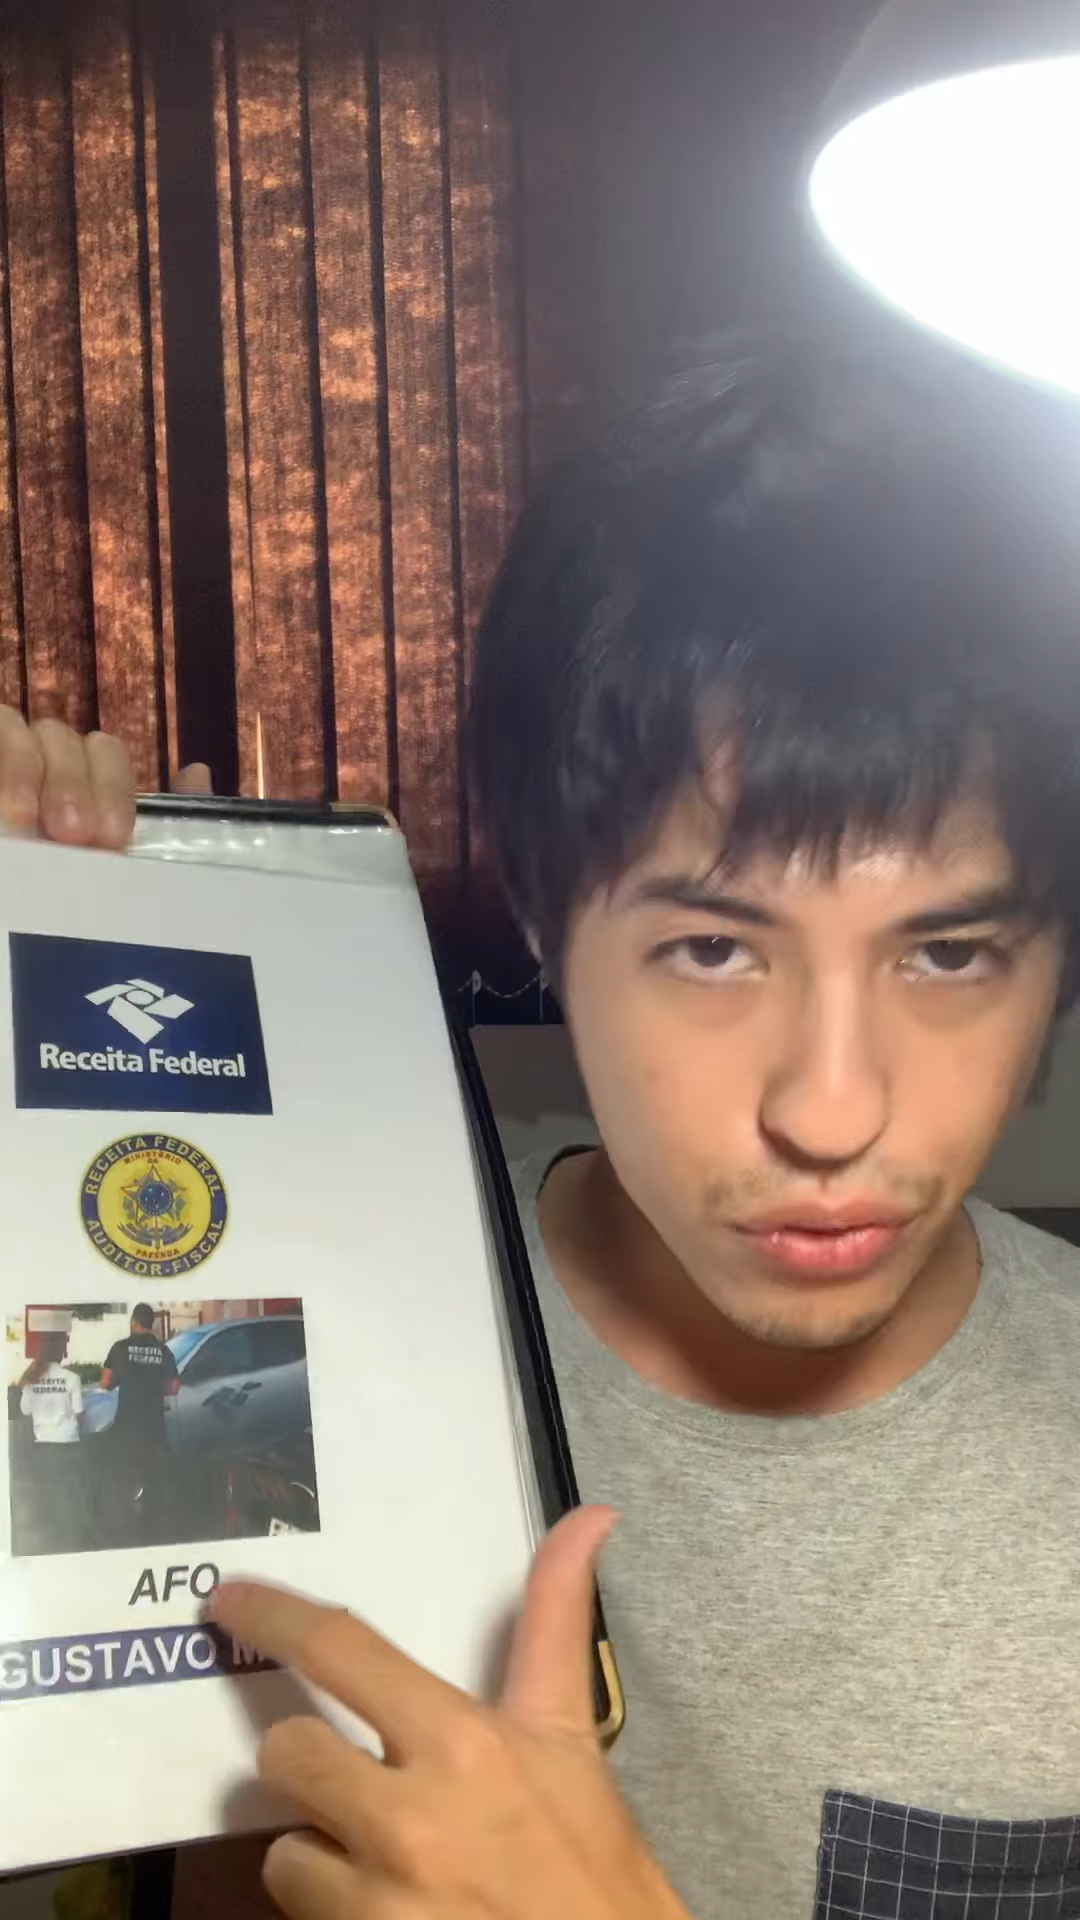 Receita Federal
RECEITA FEDERAL
MINISTÉRIO
DA
FAZENDA
AUDITOR-FISCAL
RECEITA
FEDERAL
RECEITA
FEDERAL
AFO
GUSTAVO M